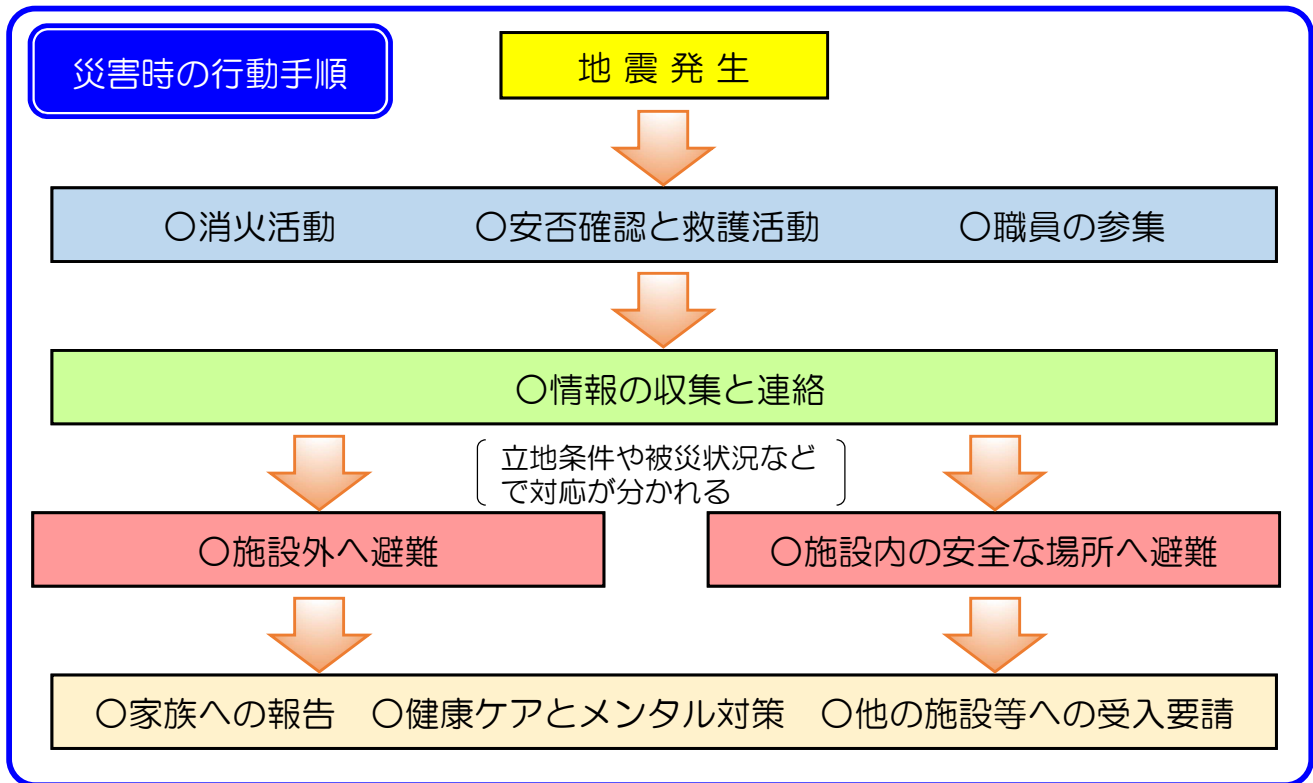 災害時の行動手順
地 震 発 生
〇消火活動 〇安否確認と救護活動 〇職員の参集
〇情報の収集と連絡
立地条件や被災状況など
で対応が分かれる
〇施設外へ避難
〇施設内の安全な場所へ避難
〇家族への報告 〇健康ケアとメンタル対策 〇他の施設等への受入要請